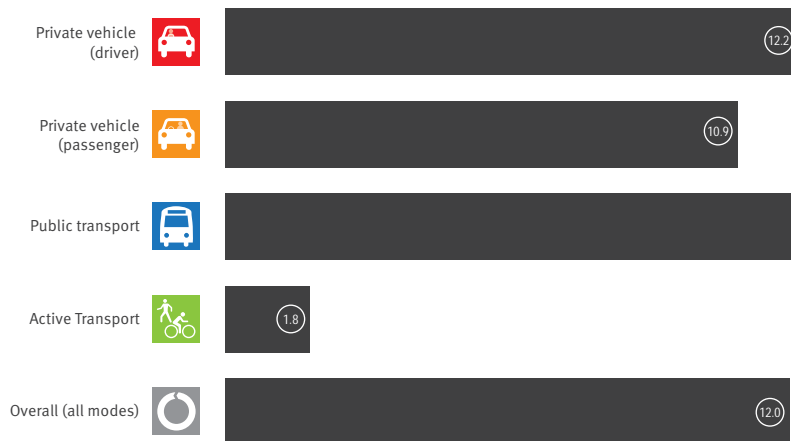 Private vehicle
(driver)
12.2
Private vehicle
(passenger)
10.9
Public transport
Active Transport
1.8
Overall (all modes)
12.0